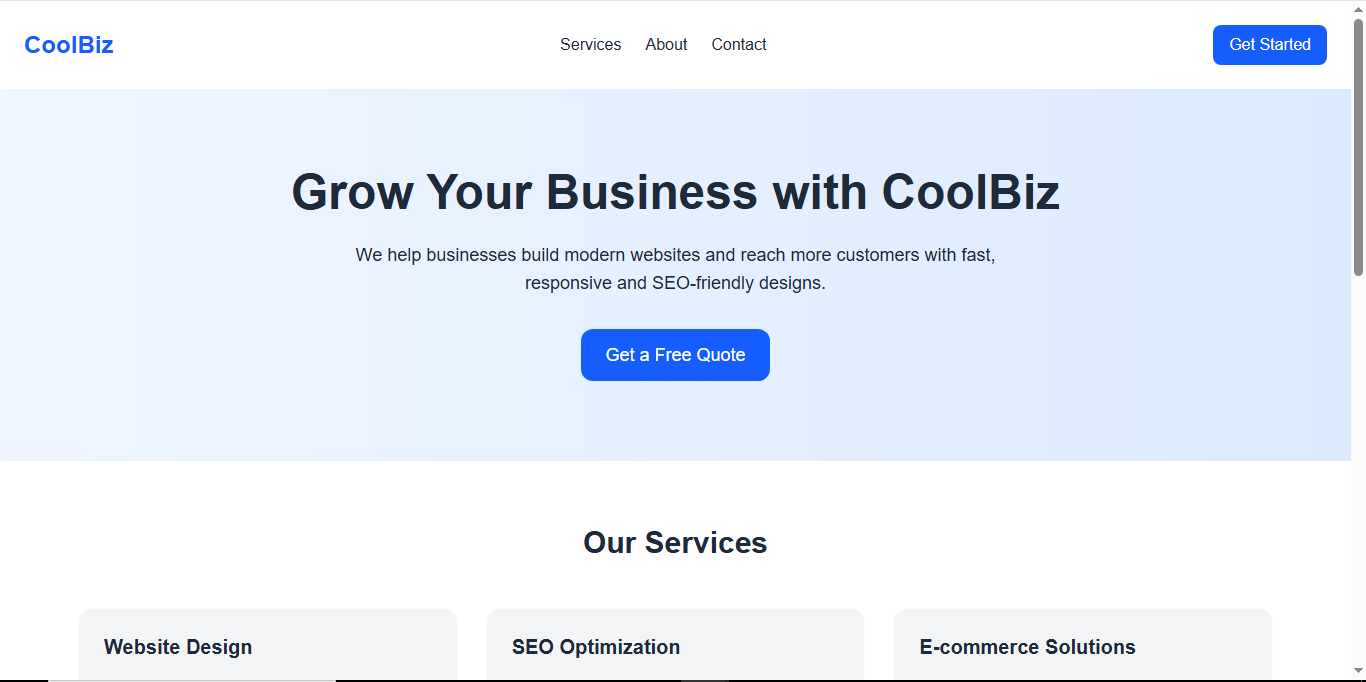 CoolBiz
Services About Contact
Get Started
Grow Your Business with CoolBiz
We help businesses build modern websites and reach more customers with fast,
responsive and SEO-friendly designs.
Get a Free Quote
Our Services
Website Design
SEO Optimization
E-commerce Solutions